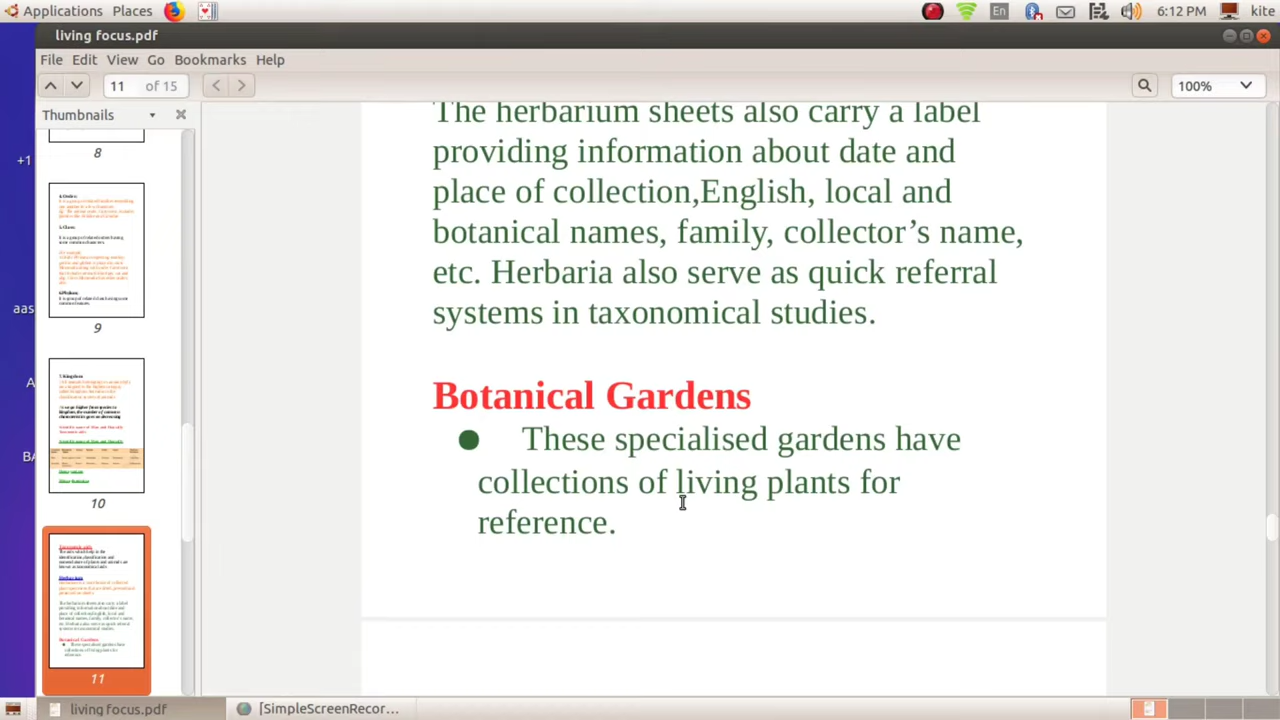 Applications Places En 6:12 PM kite
living focus.pdf
File Edit View Go Bookmarks Help
11 of 15 100%
Thumbnails
8
9
10
11
+1
aas
A
BA
The herbarium sheets also carry a label
providing information about date and
place of collection,English, local and
botanical names, family, collector’s name,
etc. Herbaria also serve as quick referral
systems in taxonomical studies.
Botanical Gardens
● These specialised gardens have
collections of living plants for
reference.
living focus.pdf [SimpleScreenRecor...